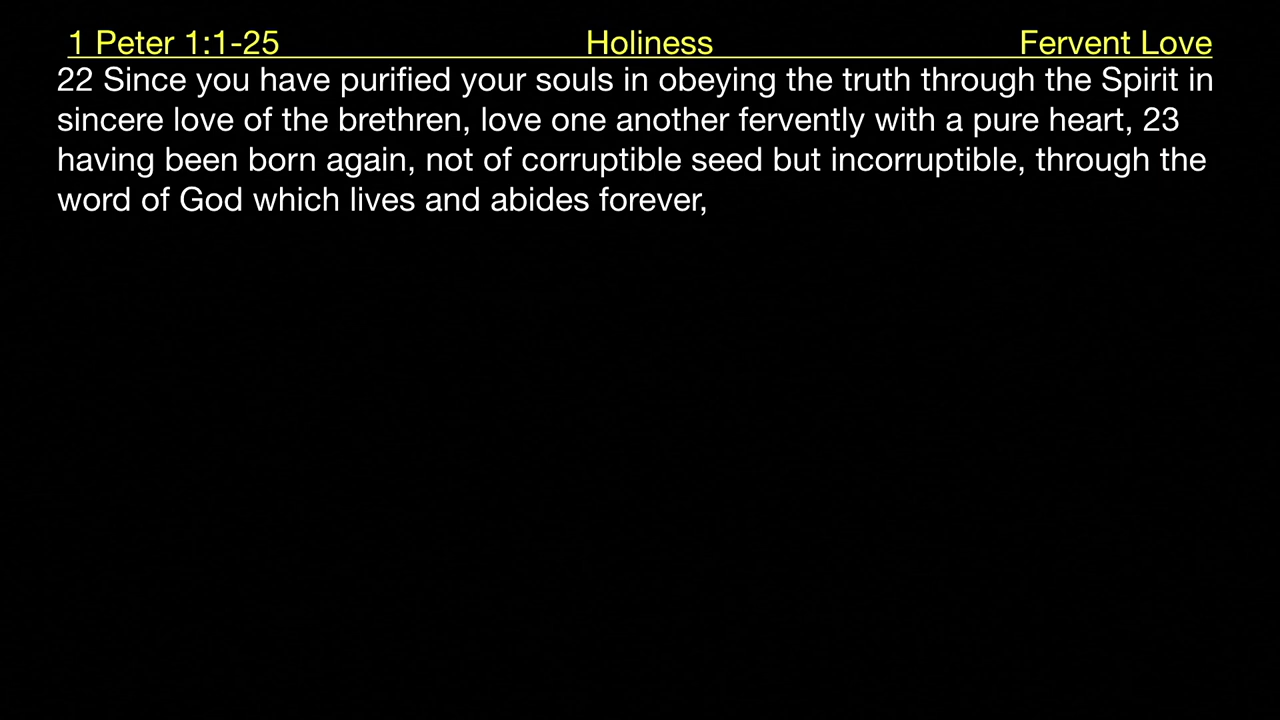 1 Peter 1:1-25 Holiness Fervent Love
22 Since you have purified your souls in obeying the truth through the Spirit in
sincere love of the brethren, love one another fervently with a pure heart, 23
having been born again, not of corruptible seed but incorruptible, through the
word of God which lives and abides forever,